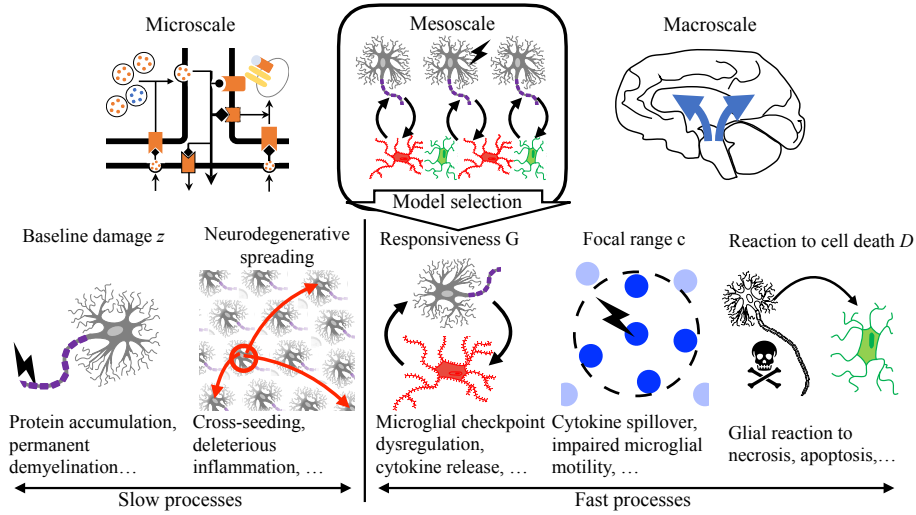 Microscale
Mesoscale
Macroscale
Model selection
Baseline damage z
Neurodegenerative
spreading
Responsiveness G
Focal range c
Reaction to cell death D
Protein accumulation,
permanent
demyelination…
Cross-seeding,
deleterious
inflammation, …
Microglial checkpoint
dysregulation,
cytokine release, …
Cytokine spillover,
impaired microglial
motility, …
Glial reaction to
necrosis, apoptosis,…
Slow processes
Fast processes